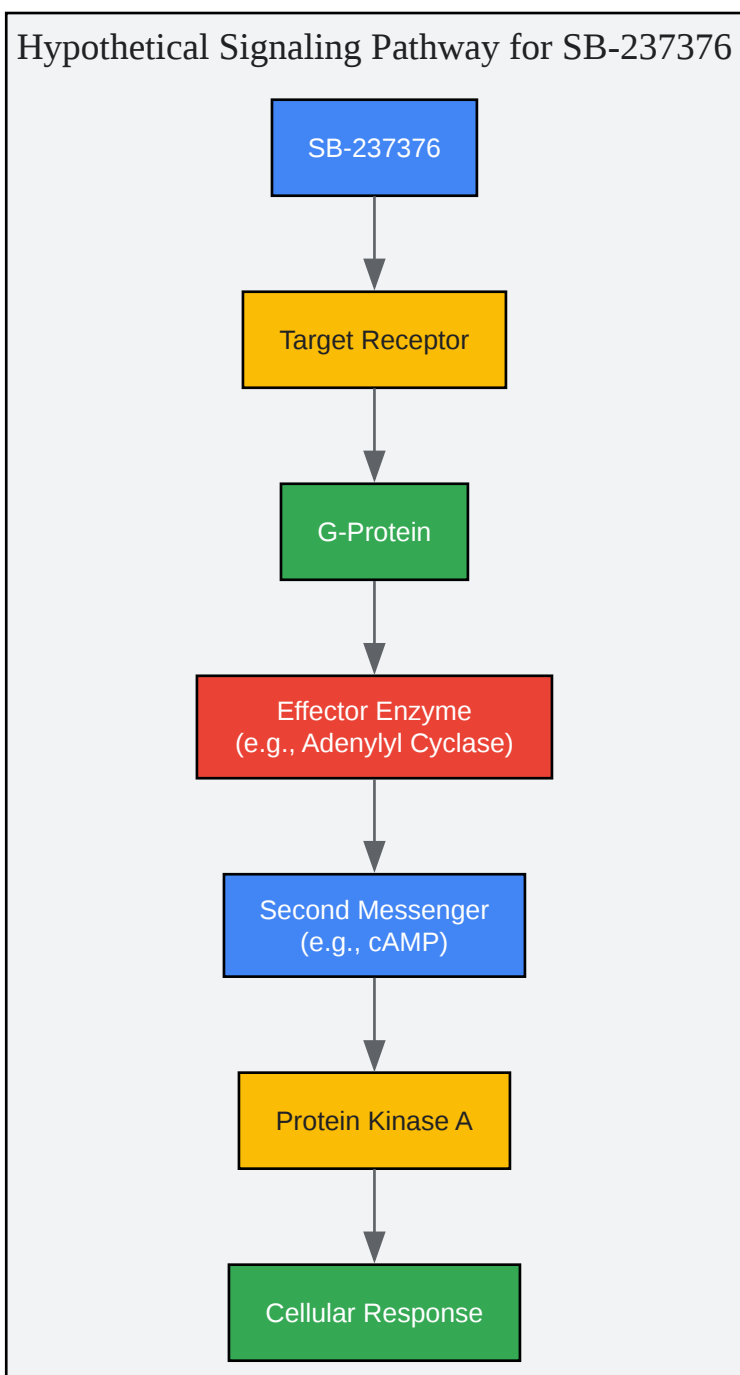 Hypothetical Signaling Pathway for SB-237376
SB-237376
Target Receptor
G-Protein
Effector Enzyme
(e.g., Adenylyl Cyclase)
Second Messenger
(e.g., cAMP)
Protein Kinase A
Cellular Response